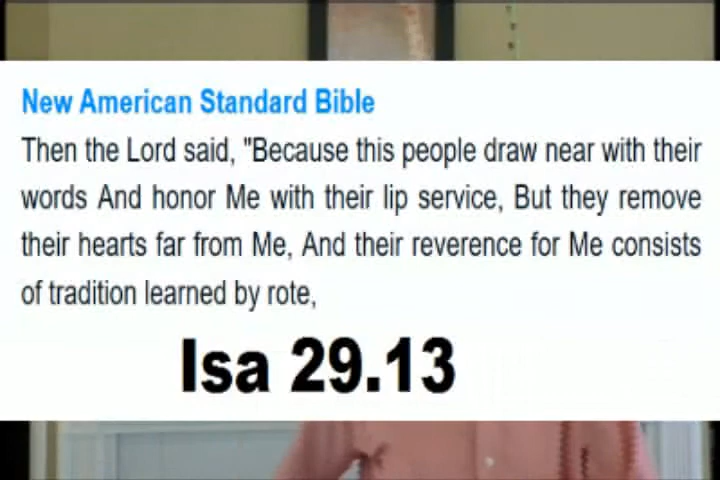 New American Standard Bible
Then the Lord said, "Because this people draw near with their
words And honor Me with their lip service, But they remove
their hearts far from Me, And their reverence for Me consists
of tradition learned by rote,
Isa 29.13